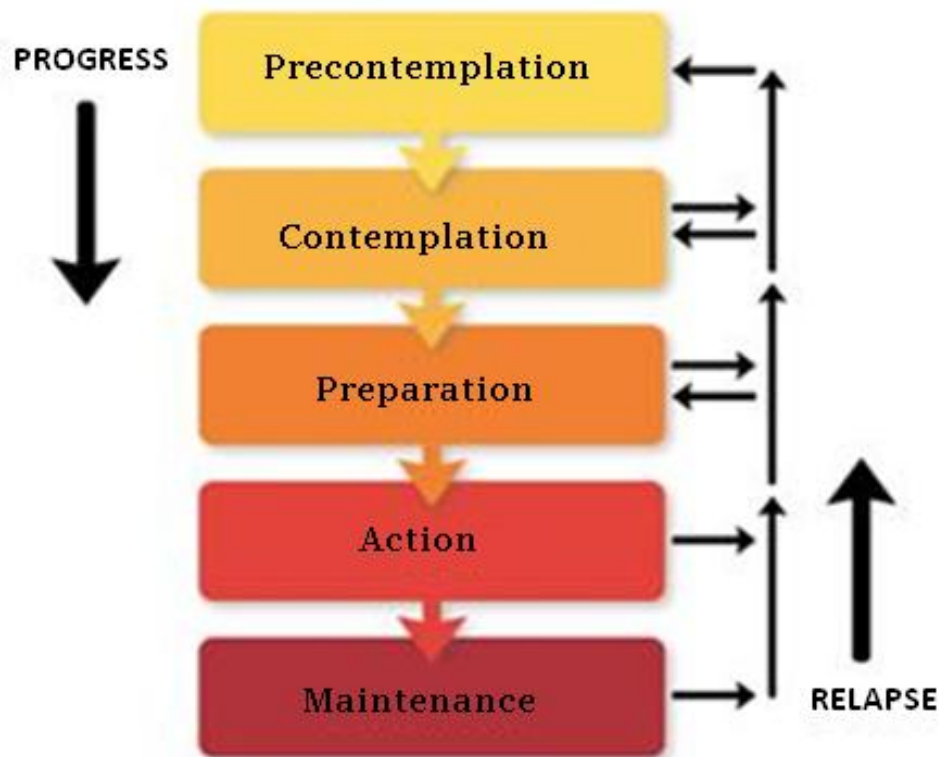 PROGRESS
Precontemplation
Contemplation
Preparation
Action
Maintenance
RELAPSE